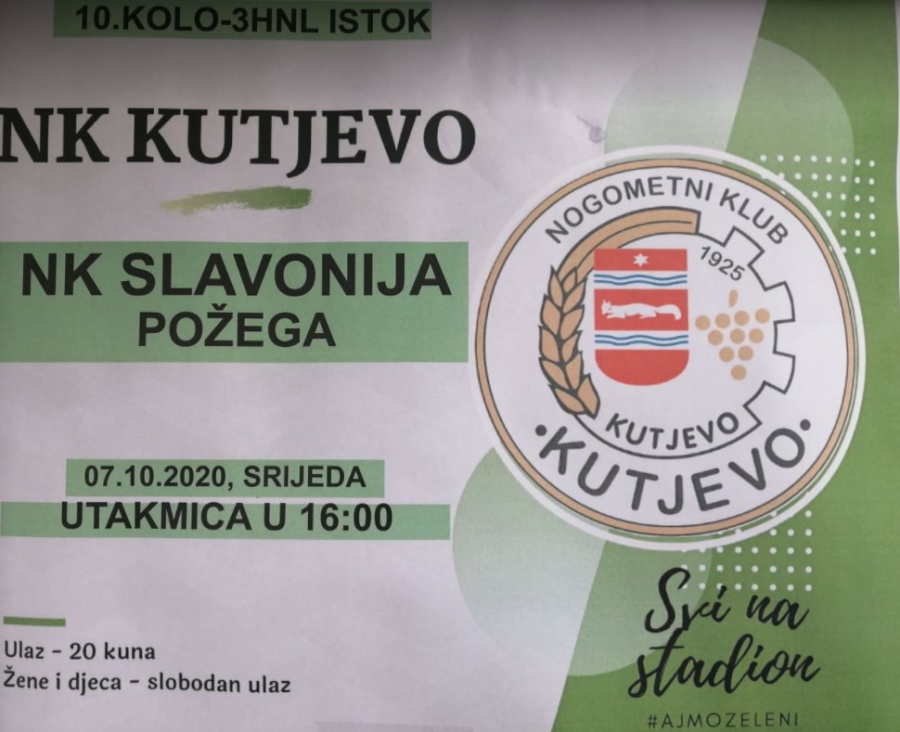 10.KOLO-3HNL ISTOK
NK KUTJEVO
NK SLAVONIJA
POŽEGA
07.10.2020, SRIJEDA
UTAKMICA U 16:00
Ulaz - 20 kuna
Žene i djeca - slobodan ulaz
NOGOMETNI KLUB
1925
KUTJEVO
•KUTJEVO•
Svi na
stadion
#AJMOZELENI